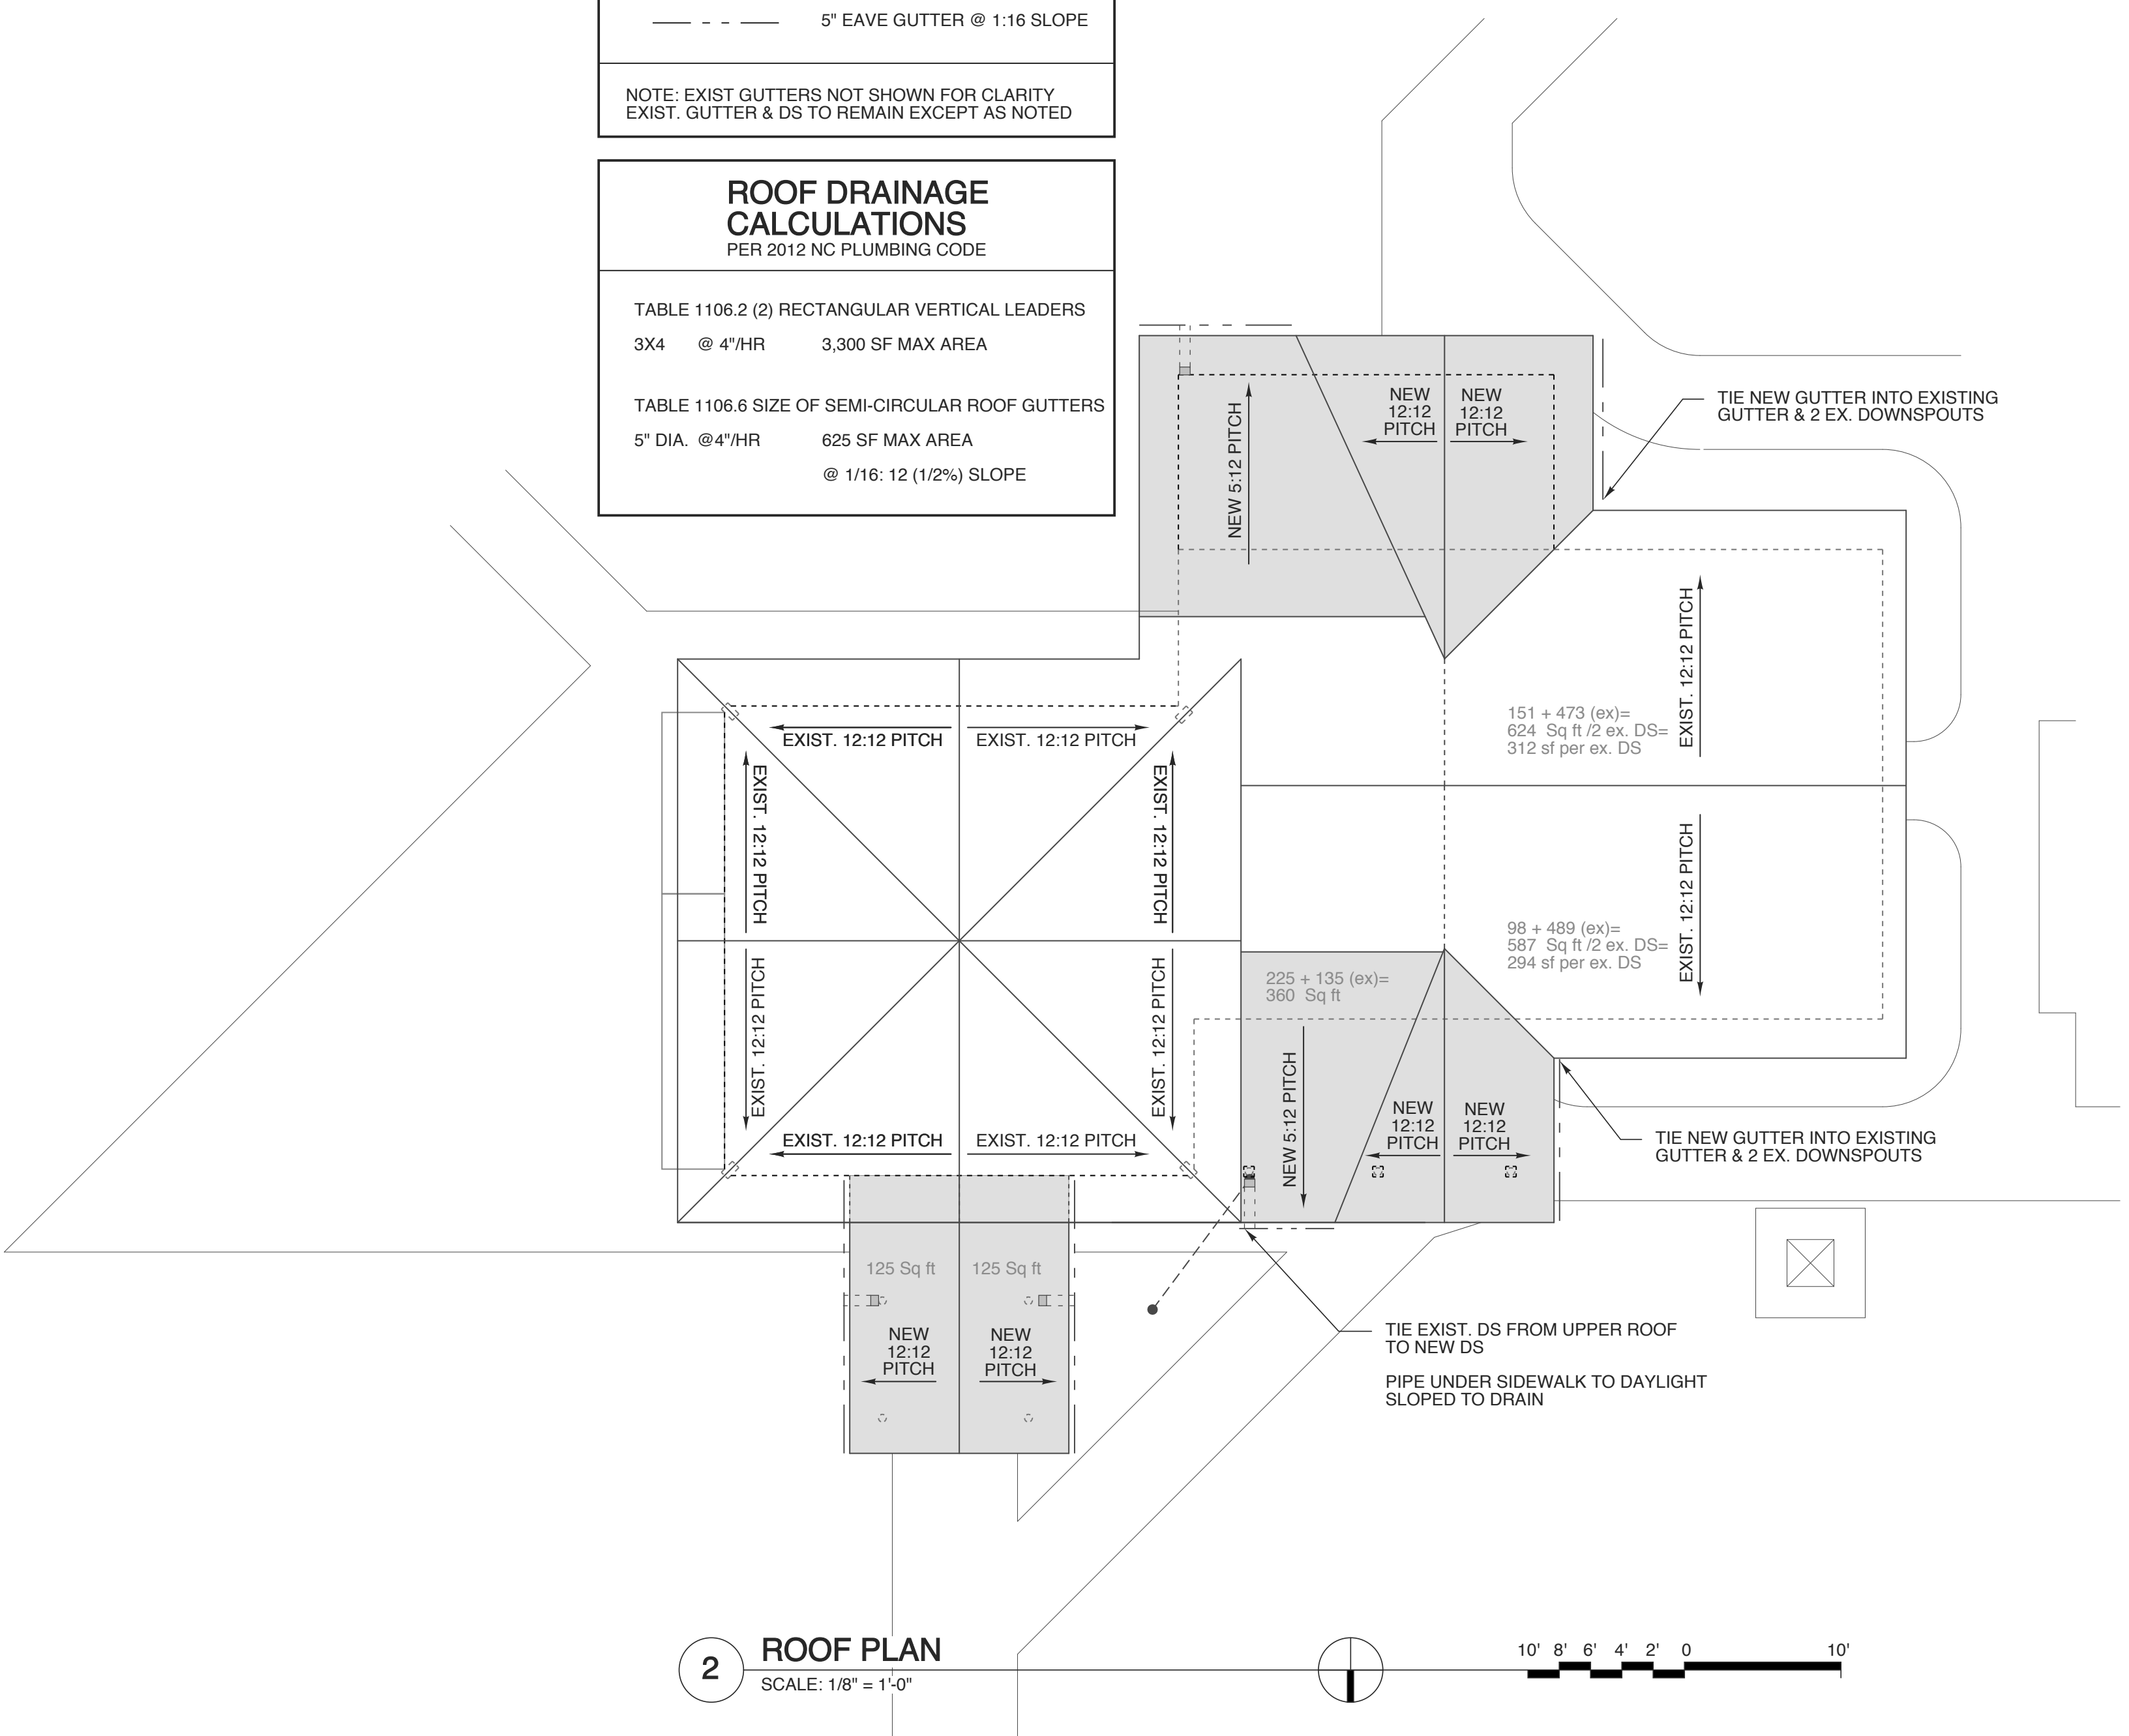 5" EAVE GUTTER @ 1:16 SLOPE
NOTE: EXIST GUTTERS NOT SHOWN FOR CLARITY
EXIST. GUTTER & DS TO REMAIN EXCEPT AS NOTED
ROOF DRAINAGE
CALCULATIONS
PER 2012 NC PLUMBING CODE
TABLE 1106.2 (2) RECTANGULAR VERTICAL LEADERS
3X4 @ 4"/HR 3,300 SF MAX AREA
TABLE 1106.6 SIZE OF SEMI-CIRCULAR ROOF GUTTERS
5" DIA. @4"/HR 625 SF MAX AREA
@ 1/16: 12 (1/2%) SLOPE
NEW 5:12 PITCH
NEW
12:12
PITCH
NEW
12:12
PITCH
TIE NEW GUTTER INTO EXISTING
GUTTER & 2 EX. DOWNSPOUTS
EXIST. 12:12 PITCH
151 + 473 (ex)=
624 Sq ft /2 ex. DS=
312 sf per ex. DS
EXIST. 12:12 PITCH
EXIST. 12:12 PITCH
EXIST. 12:12 PITCH
EXIST. 12:12 PITCH
EXIST. 12:12 PITCH
98 + 489 (ex)=
587 Sq ft /2 ex. DS=
294 sf per ex. DS
225 + 135 (ex)=
360 Sq ft
EXIST. 12:12 PITCH
EXIST. 12:12 PITCH
NEW 5:12 PITCH
NEW
12:12
PITCH
NEW
12:12
PITCH
EXIST. 12:12 PITCH
EXIST. 12:12 PITCH
TIE NEW GUTTER INTO EXISTING
GUTTER & 2 EX. DOWNSPOUTS
125 Sq ft
125 Sq ft
NEW
12:12
PITCH
NEW
12:12
PITCH
TIE EXIST. DS FROM UPPER ROOF
TO NEW DS
PIPE UNDER SIDEWALK TO DAYLIGHT
SLOPED TO DRAIN
2
ROOF PLAN
SCALE: 1/8" = 1'-0"
10' 8' 6' 4' 2' 0 10'